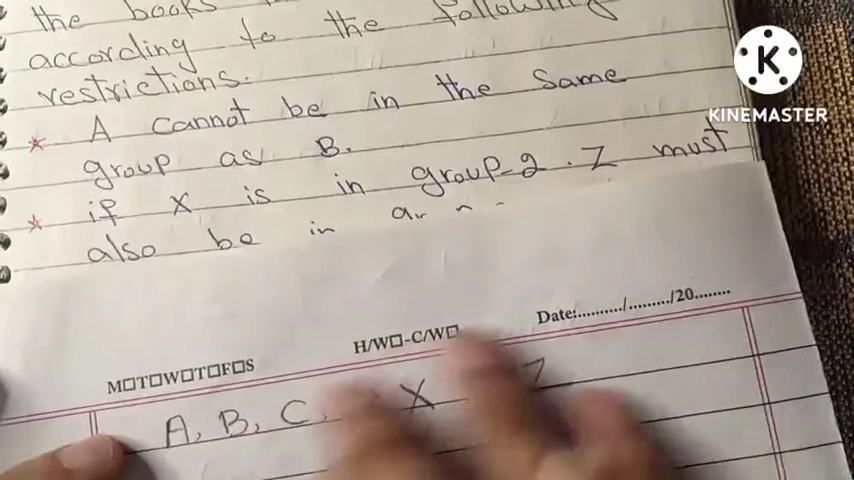 the books
according to the following
restrictions.
* A cannot be in the same
group as B.
* if X is in group-2. Z must
also be in
K
KINEMASTER
M□T□W□T□F□S
H/W□-C/W□
Date:........../........./20........
A, B, C, X Z